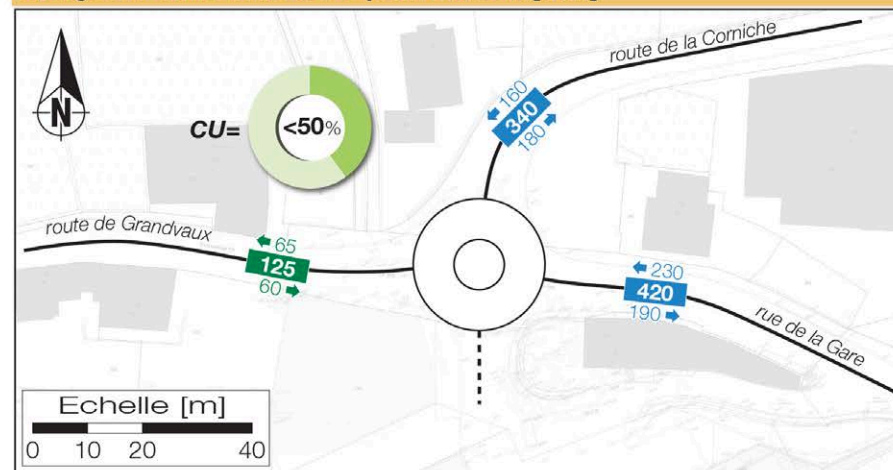 route de la Corniche
N
CU= <50%
← 160
340
180 →
route de Grandvaux
← 65
125
60 →
← 230
420
190 →
rue de la Gare
Echelle [m]
0 10 20 40